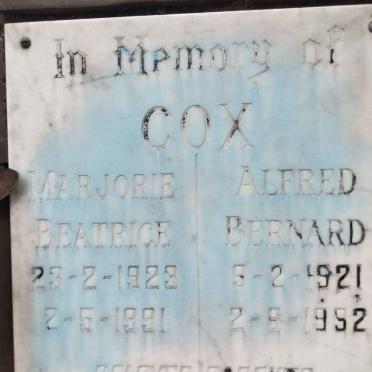 In Memory of
COX
MARJORIE ALFRED
BEATRICE BERNARD
23-2-1923 5-2-1921
2-5-1991 2-5-1952